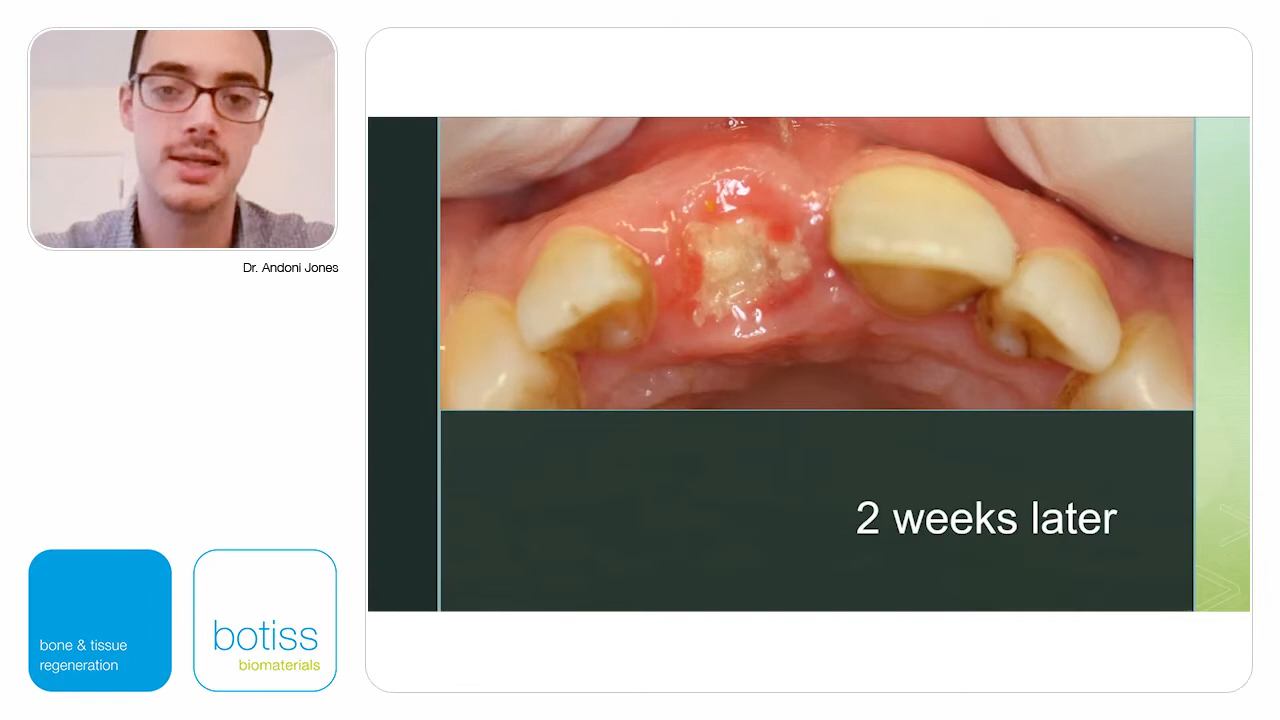 Dr. Andoni Jones
2 weeks later
bone & tissue
regeneration
botiss
biomaterials